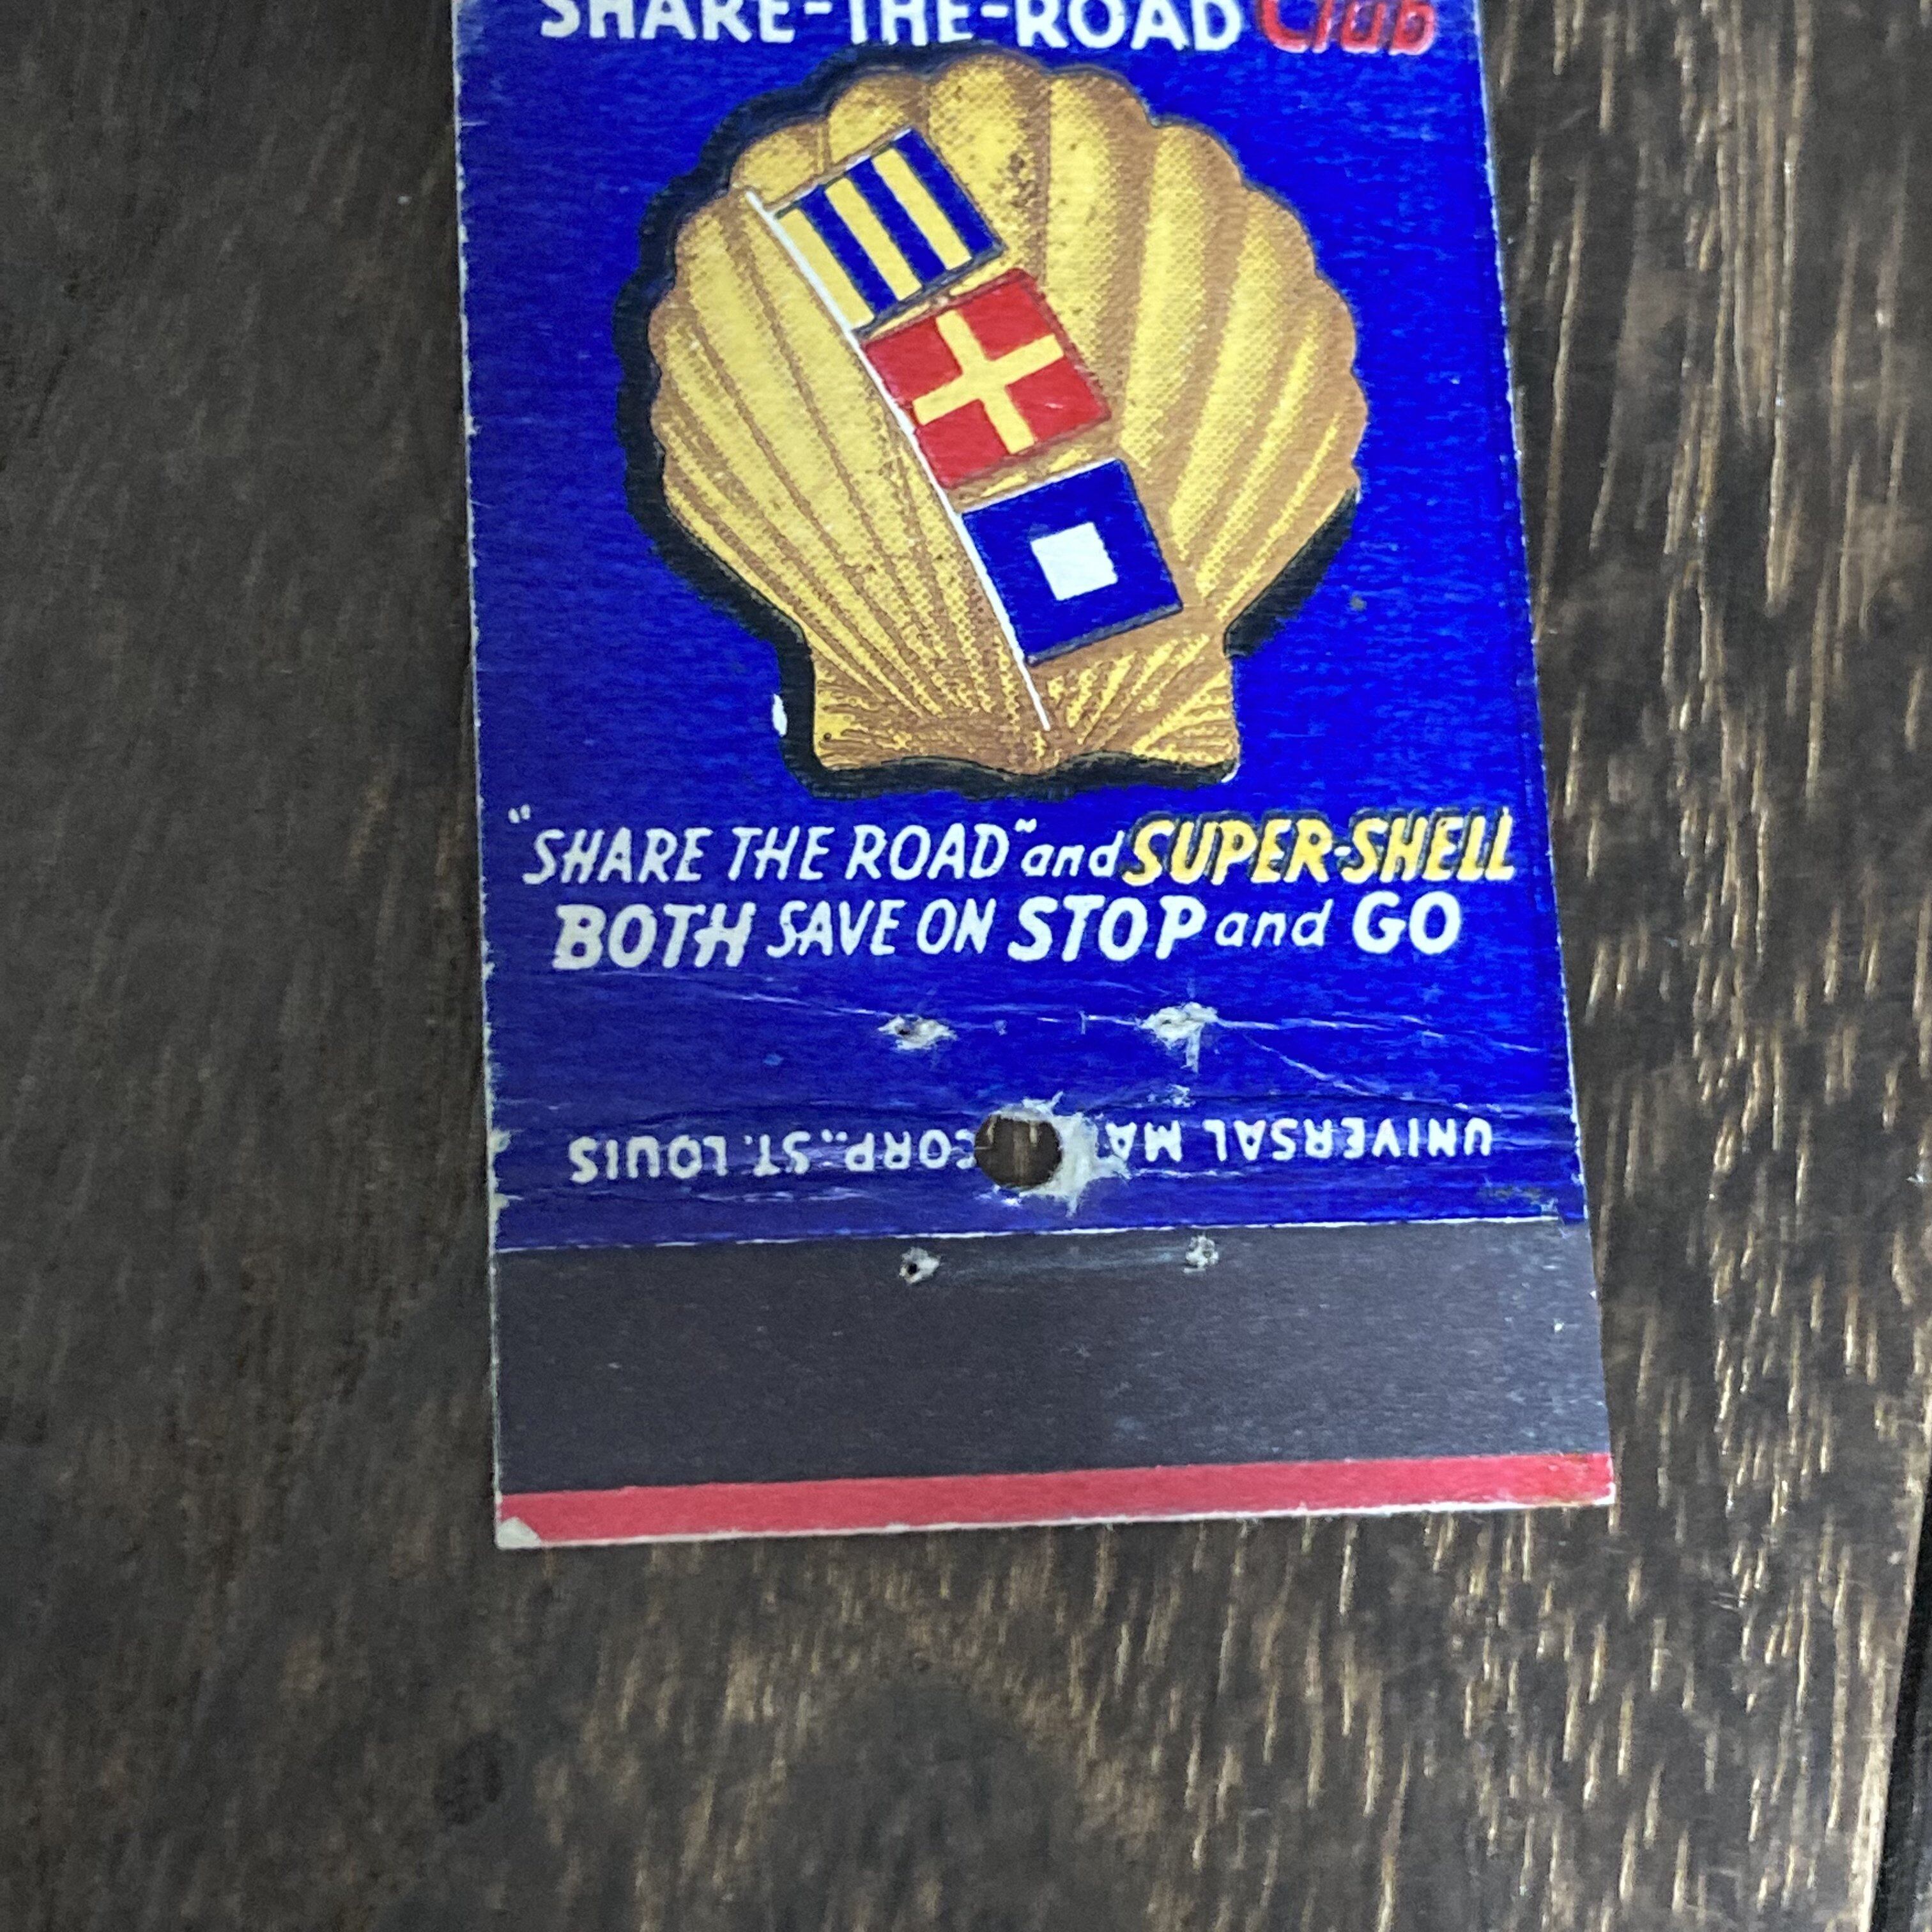 SHARE-THE-ROAD Club
"SHARE THE ROAD" and SUPER-SHELL
BOTH SAVE ON STOP and GO
UNIVERSAL CORP., ST. LOUIS